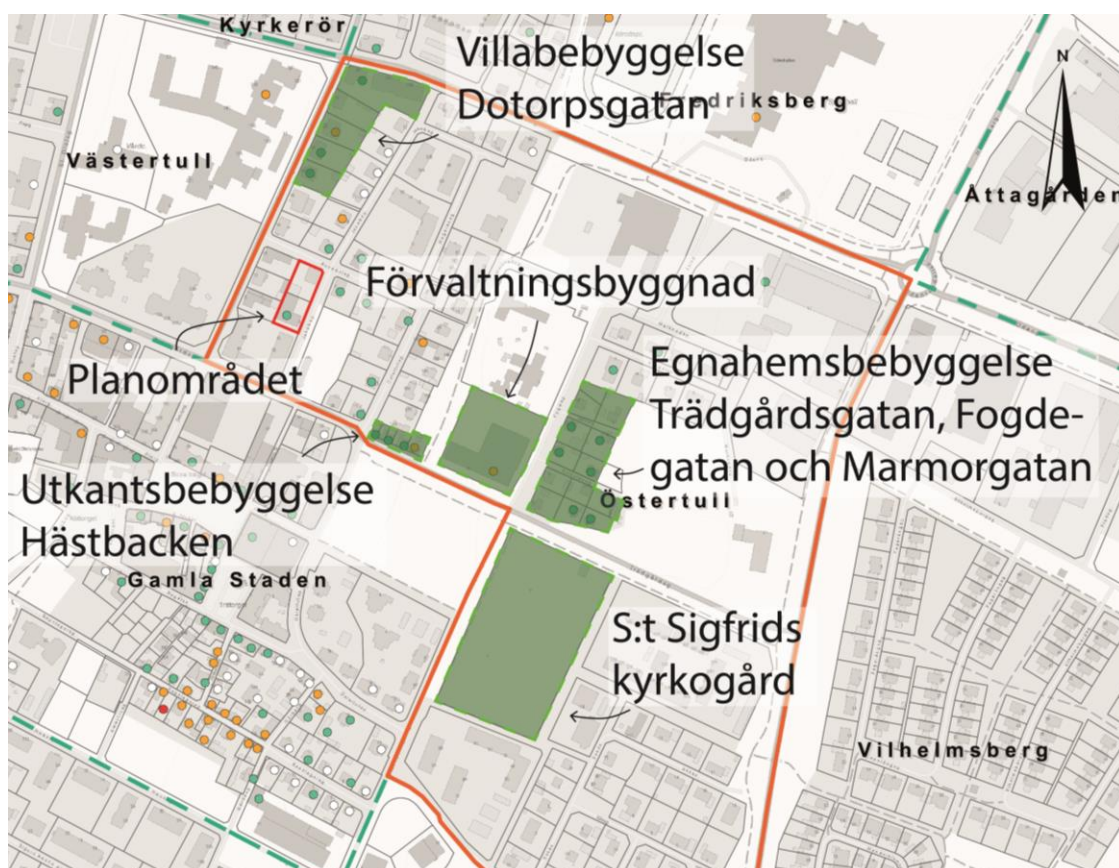 Kyrkerör
Villabebyggelse
Dotorpsgatan
Fredriksberg
N
Västertull
Åttagården
Förvaltningsbyggnad
Planområdet
Egnahemsbebyggelse
Trädgårdsgatan, Fogde-
gatan och Marmorgatan
Östertull
Utkantsbebyggelse
Hästbacken
Gamla Staden
S:t Sigfrids
kyrkogård
Vilhelmsberg